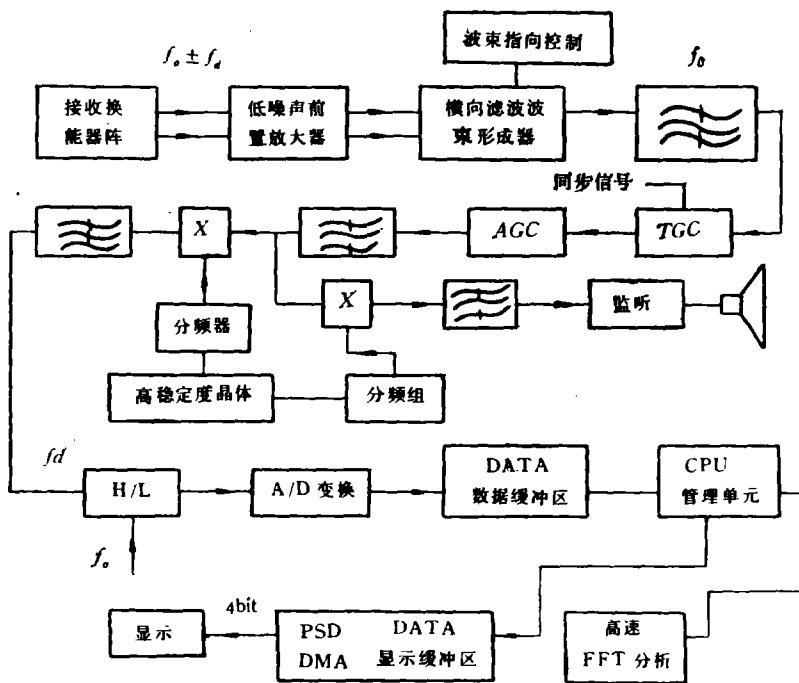 波束指向控制
f_o ± f_d
f_0
接收换
能器阵
低噪声前
置放大器
横向滤波波
束形成器
同步信号
X
AGC
TGC
X
监听
分频器
高稳定度晶体
分频组
fd
H/L
A/D 变换
DATA
数据缓冲区
CPU
管理单元
f_o
4bit
显示
PSD DATA
DMA 显示缓冲区
高速
FFT 分析